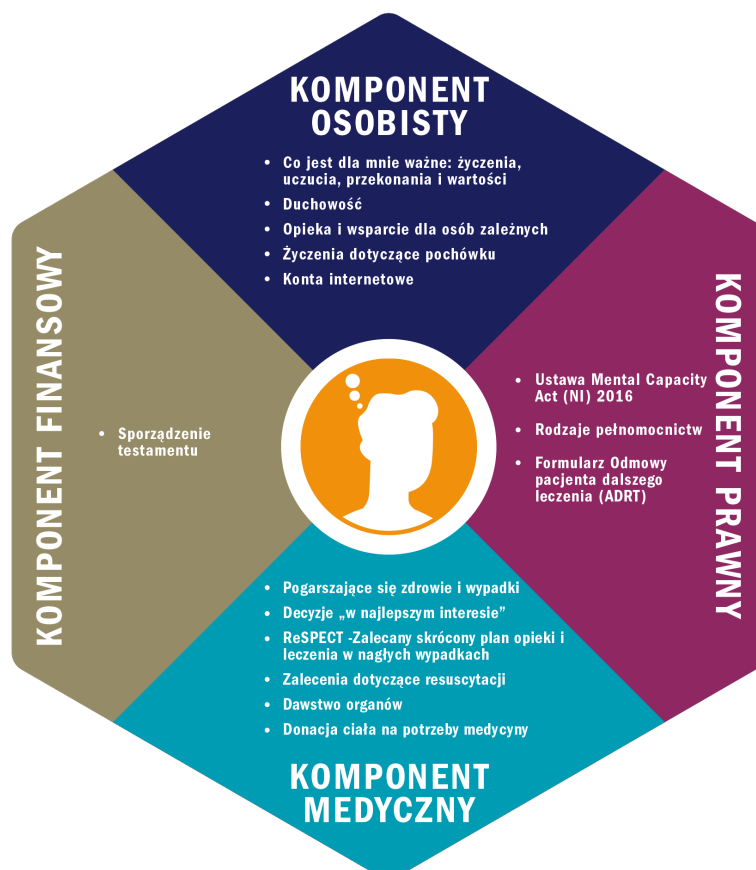 KOMPONENT
OSOBISTY
• Co jest dla mnie ważne: życzenia,
uczucia, przekonania i wartości
• Duchowość
• Opieka i wsparcie dla osób zależnych
• Życzenia dotyczące pochówku
• Konta internetowe
KOMPONENT FINANSOWY
• Sporządzenie
testamentu
KOMPONENT PRAWNY
• Ustawa Mental Capacity
Act (NI) 2016
• Rodzaje pełnomocnictw
• Formularz Odmowy
pacjenta dalszego
leczenia (ADRT)
• Pogarszające się zdrowie i wypadki
• Decyzje „w najlepszym interesie”
• ReSPECT -Zalecany skrócony plan opieki i
leczenia w nagłych wypadkach
• Zalecenia dotyczące resuscytacji
• Dawstwo organów
• Donacja ciała na potrzeby medycyny
KOMPONENT
MEDYCZNY